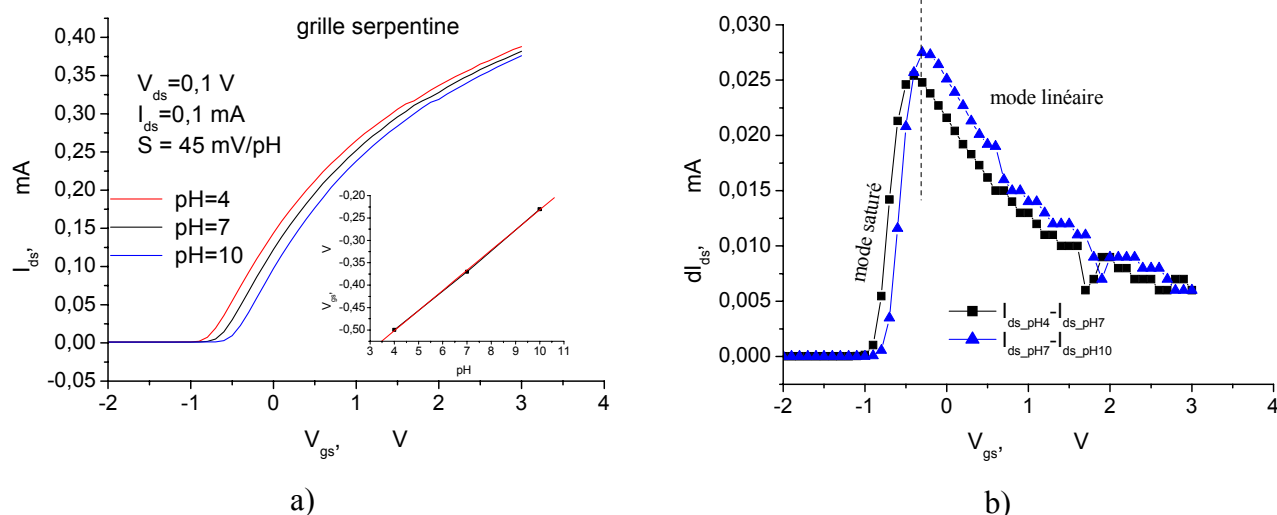 grille serpentine
V_ds=0,1 V
I_ds=0,1 mA
S = 45 mV/pH
pH=4
pH=7
pH=10
I_ds, mA
0,40
0,35
0,30
0,25
0,20
0,15
0,10
0,05
0,00
-0,05
-2 -1 0 1 2 3 4
V_gs, V
V_gs, V
-0,20
-0,25
-0,30
-0,35
-0,40
-0,45
-0,50
3 4 5 6 7 8 9 10 11
pH
a)
dI_ds, mA
0,030
0,025
0,020
0,015
0,010
0,005
0,000
mode saturé
mode linéaire
I_ds_pH4-I_ds_pH7
I_ds_pH7-I_ds_pH10
-2 -1 0 1 2 3 4
V_gs, V
b)